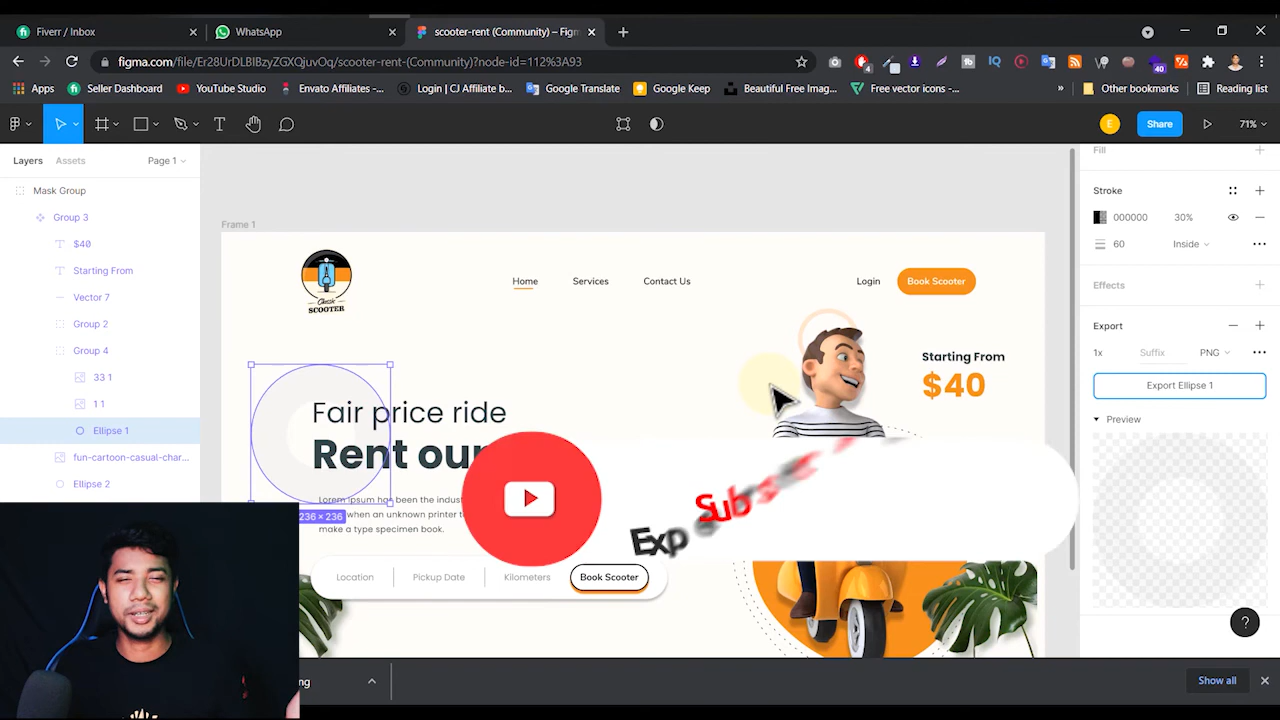 Fiverr / Inbox
WhatsApp
scooter-rent (Community) – Figm
figma.com/file/Er28UrDLBIBzyZGXQjuvOq/scooter-rent-(Community)?node-id=112%3A93
4
40
Apps
Seller Dashboard
YouTube Studio
Envato Affiliates -...
Login | CJ Affiliate b...
Google Translate
Google Keep
Beautiful Free Imag...
Free vector icons -...
»
Other bookmarks
Reading list
E
Share
71%
Layers
Assets
Page 1
Mask Group
Group 3
$40
Starting From
Vector 7
Group 2
Group 4
33 1
1 1
Ellipse 1
fun-cartoon-casual-char...
Ellipse 2
Frame 1
Classic
SCOOTER
Home
Services
Contact Us
Login
Book Scooter
Starting From
$40
Fair price ride
Rent our
Lorem ipsum has been the indust
when an unknown printer t
make a type specimen book.
236 × 236
Location
Pickup Date
Kilometers
Book Scooter
Subs
Exp
Fill
Stroke
000000
30%
60
Inside
Effects
Export
1x
Suffix
PNG
Export Ellipse 1
Preview
?
ng
Show all